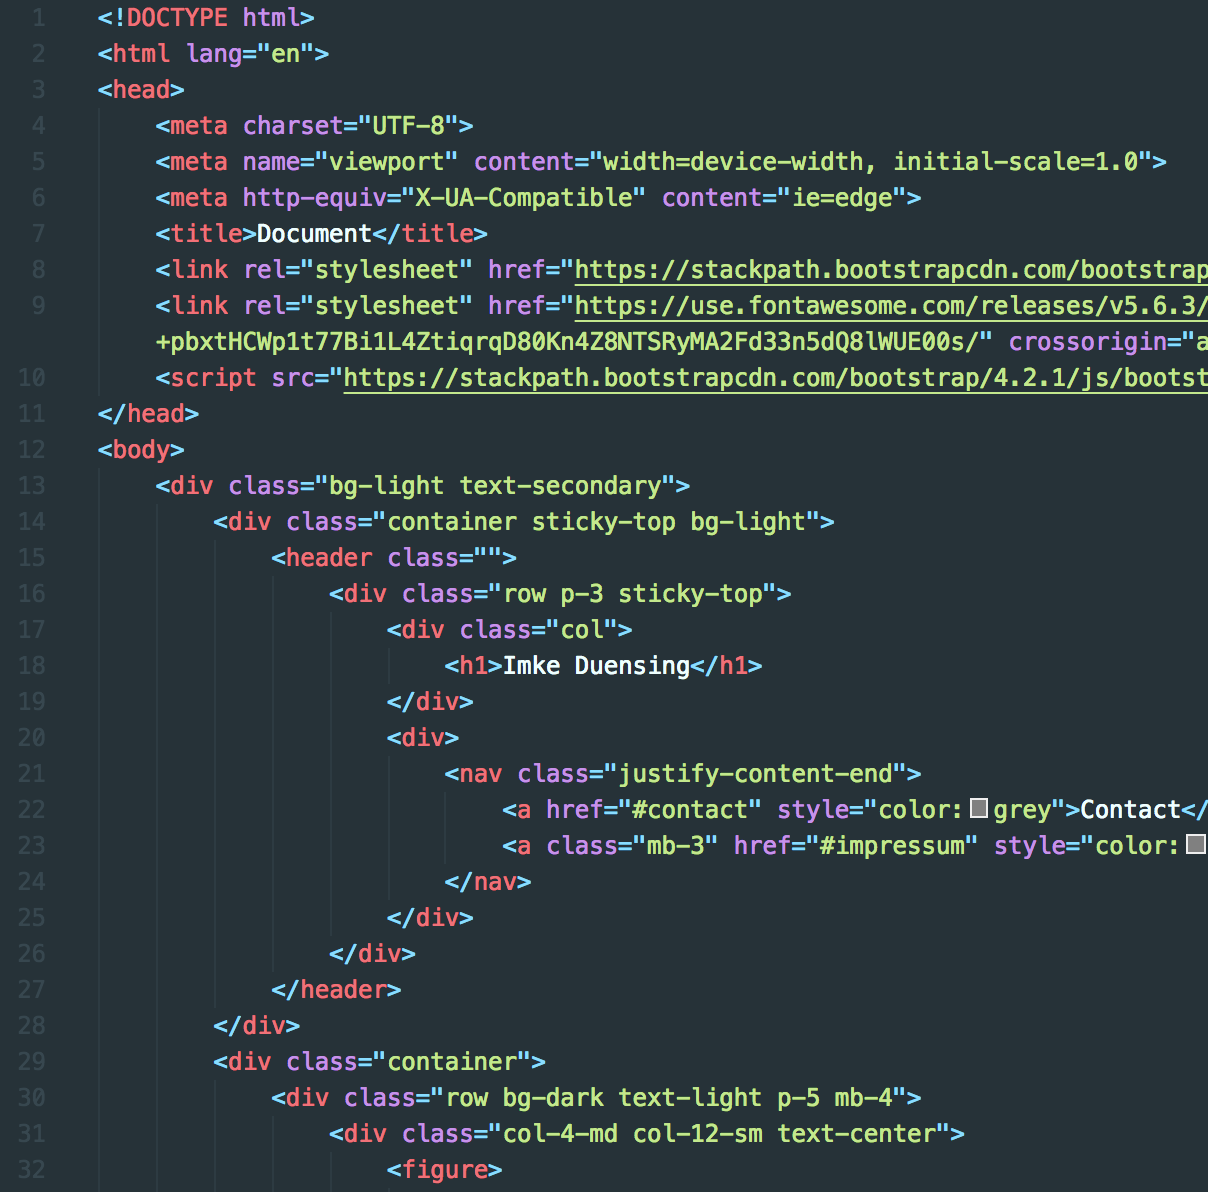 1 <!DOCTYPE html>
2 <html lang="en">
3 <head>
4 <meta charset="UTF-8">
5 <meta name="viewport" content="width=device-width, initial-scale=1.0">
6 <meta http-equiv="X-UA-Compatible" content="ie=edge">
7 <title>Document</title>
8 <link rel="stylesheet" href="https://stackpath.bootstrapcdn.com/bootstrap
9 <link rel="stylesheet" href="https://use.fontawesome.com/releases/v5.6.3/
+pbxtHCWp1t77Bi1L4ZtiqrqD80Kn4Z8NTSRyMA2Fd33n5dQ8lWUE00s/" crossorigin="a
10 <script src="https://stackpath.bootstrapcdn.com/bootstrap/4.2.1/js/bootst
11 </head>
12 <body>
13 <div class="bg-light text-secondary">
14 <div class="container sticky-top bg-light">
15 <header class="">
16 <div class="row p-3 sticky-top">
17 <div class="col">
18 <h1>Imke Duensing</h1>
19 </div>
20 <div>
21 <nav class="justify-content-end">
22 <a href="#contact" style="color:grey">Contact</
23 <a class="mb-3" href="#impressum" style="color:
24 </nav>
25 </div>
26 </div>
27 </header>
28 </div>
29 <div class="container">
30 <div class="row bg-dark text-light p-5 mb-4">
31 <div class="col-4-md col-12-sm text-center">
32 <figure>